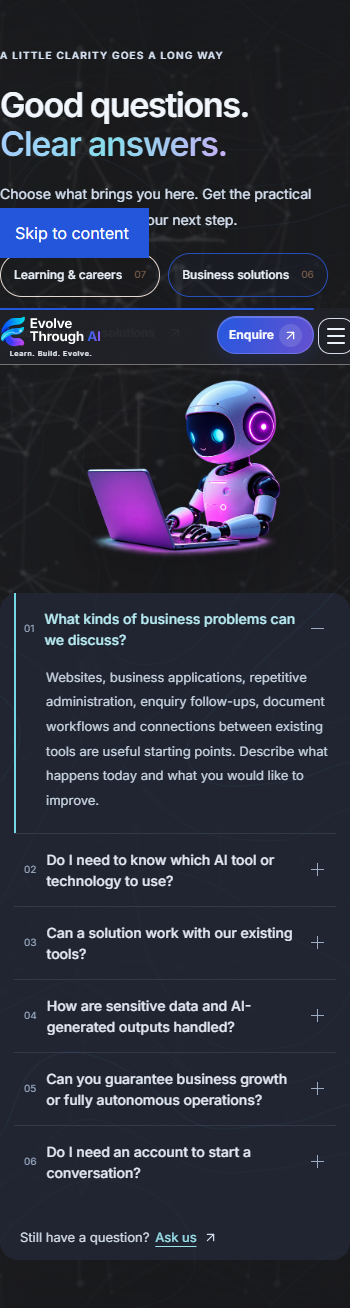 A LITTLE CLARITY GOES A LONG WAY
Good questions.
Clear answers.
Choose what brings you here. Get the practical
our next step.
Skip to content
Learning & careers 07
Business solutions 06
solutions
Evolve
Through AI
Learn. Build. Evolve.
Enquire
01 What kinds of business problems can
we discuss?
Websites, business applications, repetitive
administration, enquiry follow-ups, document
workflows and connections between existing
tools are useful starting points. Describe what
happens today and what you would like to
improve.
02 Do I need to know which AI tool or
technology to use?
03 Can a solution work with our existing
tools?
04 How are sensitive data and AI-
generated outputs handled?
05 Can you guarantee business growth
or fully autonomous operations?
06 Do I need an account to start a
conversation?
Still have a question? Ask us